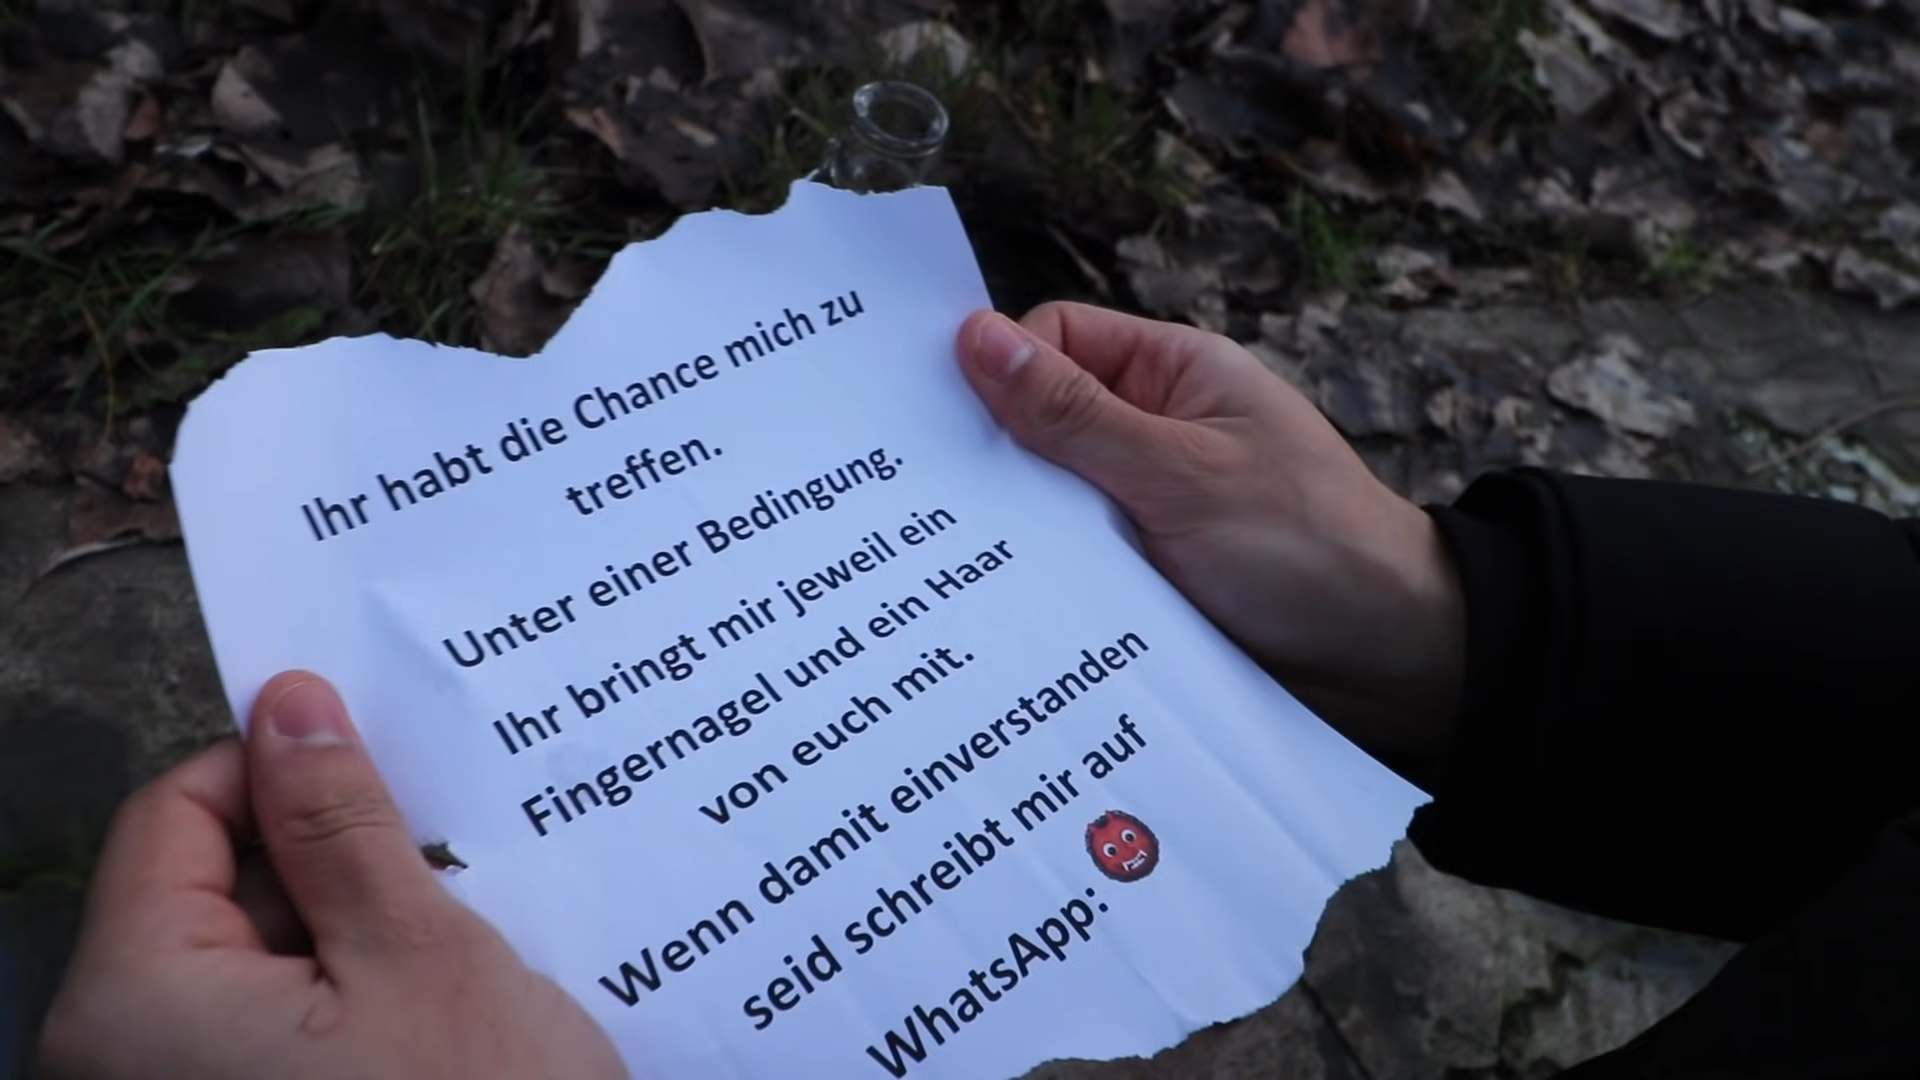 Ihr habt die Chance mich zu
treffen.
Unter einer Bedingung.
Ihr bringt mir jeweil ein
Fingernagel und ein Haar
von euch mit.
Wenn damit einverstanden
seid schreibt mir auf
WhatsApp: 👹